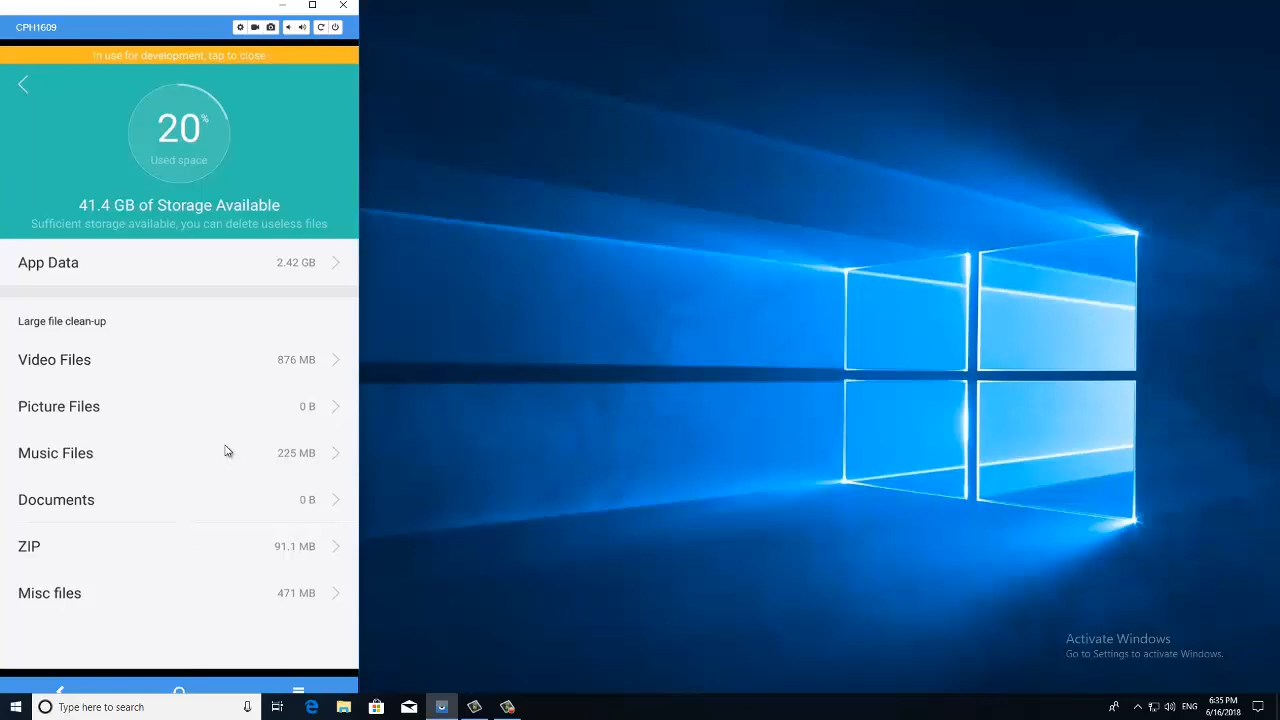 CPH1609
In use for development, tap to close
20%
Used space
41.4 GB of Storage Available
Sufficient storage available, you can delete useless files
App Data 2.42 GB
Large file clean-up
Video Files 876 MB
Picture Files 0 B
Music Files 225 MB
Documents 0 B
ZIP 91.1 MB
Misc files 471 MB
Activate Windows
Go to Settings to activate Windows.
Type here to search
ENG
6:35 PM
6/16/2018